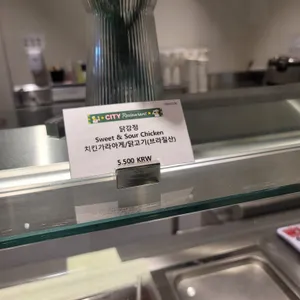 CITY Restaurant
닭강정
Sweet & Sour Chicken
치킨가라아게/닭고기(브라질산)
5.500 KRW